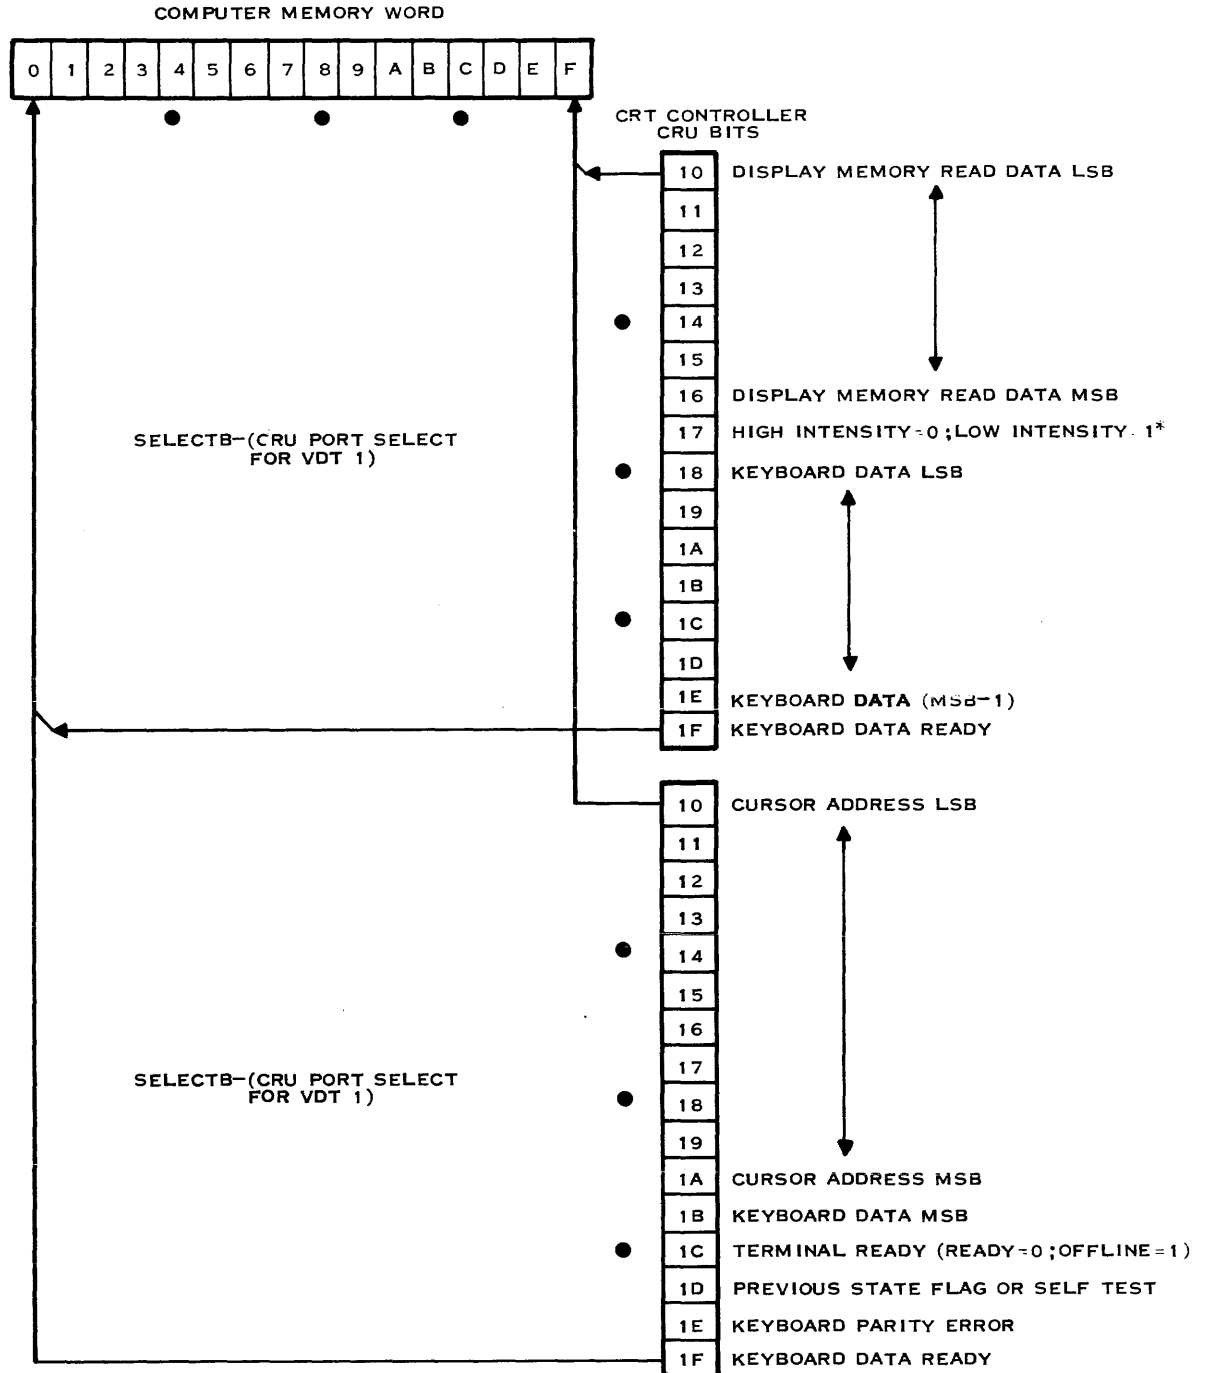 COMPUTER MEMORY WORD
0 1 2 3 4 5 6 7 8 9 A B C D E F
CRT CONTROLLER
CRU BITS
10 DISPLAY MEMORY READ DATA LSB
11
12
13
14
15
16 DISPLAY MEMORY READ DATA MSB
17 HIGH INTENSITY=0;LOW INTENSITY 1*
SELECTB-(CRU PORT SELECT
FOR VDT 1)
18 KEYBOARD DATA LSB
19
1A
1B
1C
1D
1E KEYBOARD DATA (MSB-1)
1F KEYBOARD DATA READY
10 CURSOR ADDRESS LSB
11
12
13
14
15
16
17
SELECTB-(CRU PORT SELECT
FOR VDT 1)
18
19
1A CURSOR ADDRESS MSB
1B KEYBOARD DATA MSB
1C TERMINAL READY (READY=0;OFFLINE=1)
1D PREVIOUS STATE FLAG OR SELF TEST
1E KEYBOARD PARITY ERROR
1F KEYBOARD DATA READY